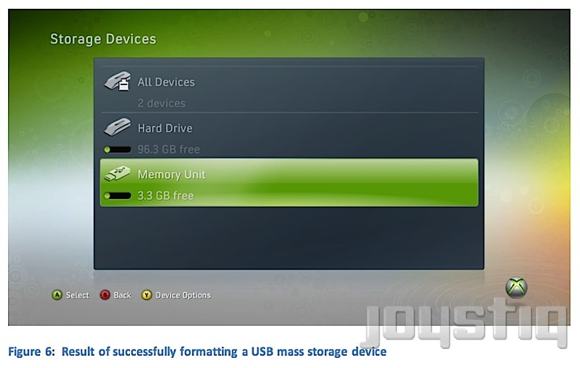 Storage Devices
All Devices
2 devices
Hard Drive
96.3 GB free
Memory Unit
3.3 GB free
A Select B Back Y Device Options
joystiq
Figure 6: Result of successfully formatting a USB mass storage device